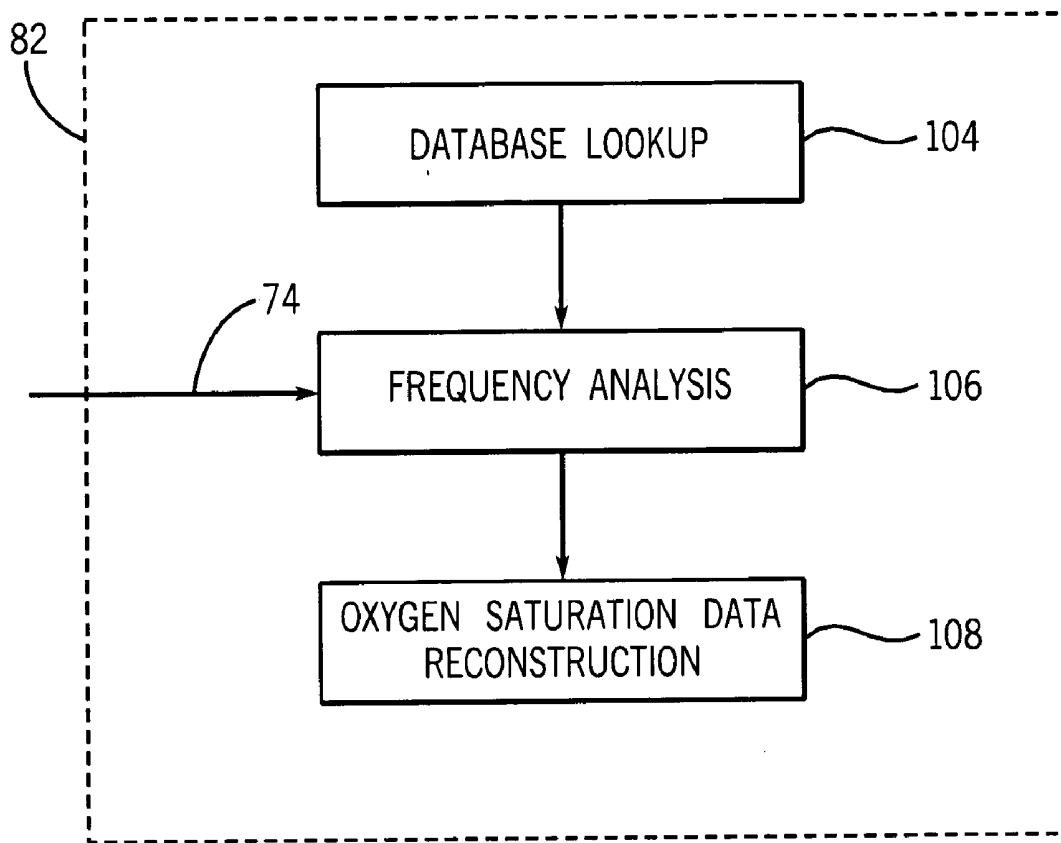 82
DATABASE LOOKUP
104
74
FREQUENCY ANALYSIS
106
OXYGEN SATURATION DATA
RECONSTRUCTION
108